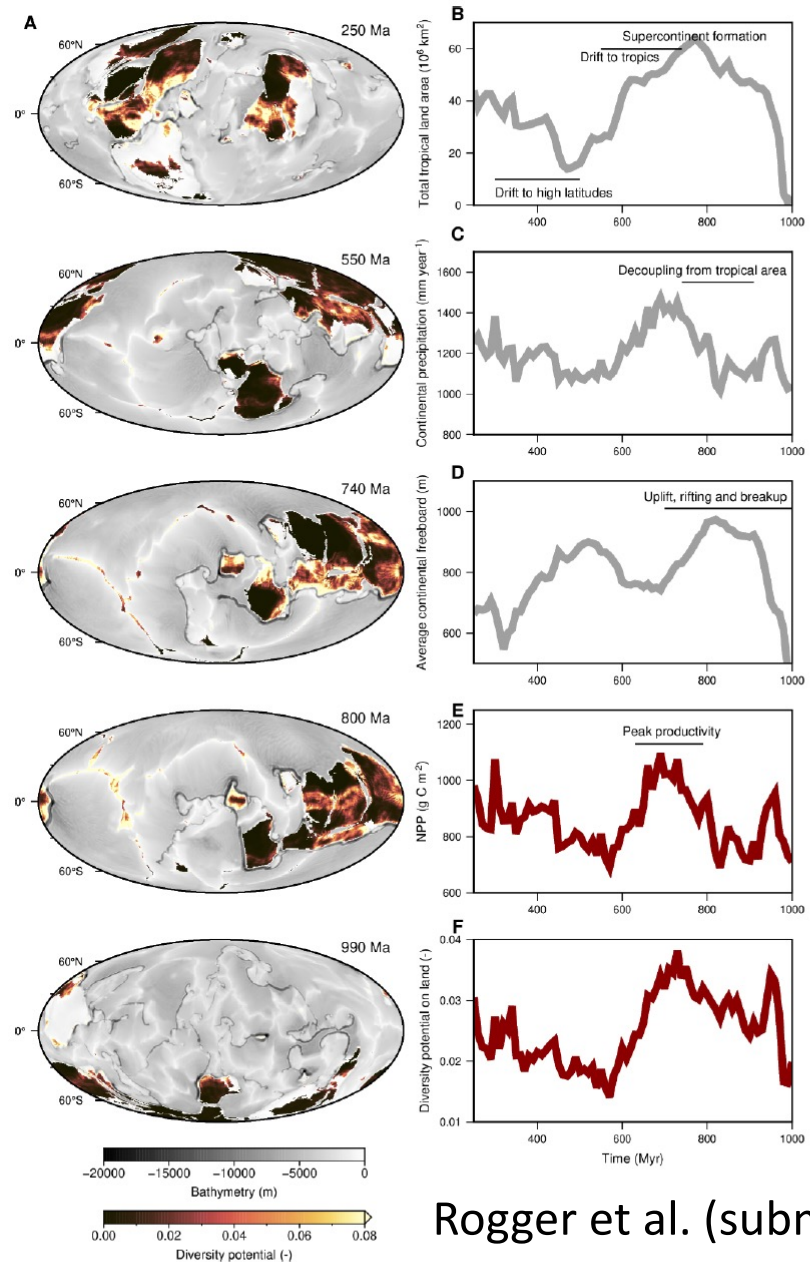 A
250 Ma
60°N
0°
60°S
550 Ma
60°N
0°
60°S
740 Ma
60°N
0°
60°S
800 Ma
60°N
0°
60°S
990 Ma
60°N
0°
60°S
−20000 −15000 −10000 −5000 0
Bathymetry (m)
0.00 0.02 0.04 0.06 0.08
Diversity potential (-)
B
Total tropical land area (10⁶ km²)
60
40
20
0
Supercontinent formation
Drift to tropics
Drift to high latitudes
400 600 800 1000
C
Continental precipitation (mm year⁻¹)
1600
1400
1200
1000
800
Decoupling from tropical area
400 600 800 1000
D
Average continental freeboard (m)
1000
800
600
Uplift, rifting and breakup
400 600 800 1000
E
NPP (g C m⁻²)
1200
1000
800
600
Peak productivity
400 600 800 1000
F
Diversity potential on land (-)
0.04
0.03
0.02
0.01
400 600 800 1000
Time (Myr)
Rogger et al.